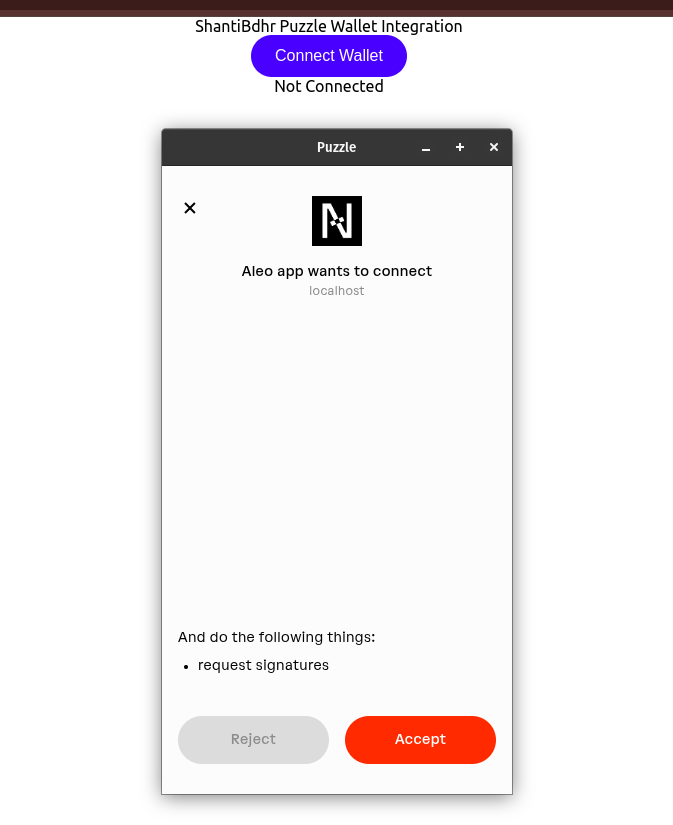 ShantiBdhr Puzzle Wallet Integration
Connect Wallet
Not Connected
Puzzle
Aleo app wants to connect
localhost
And do the following things:
• request signatures
Reject
Accept